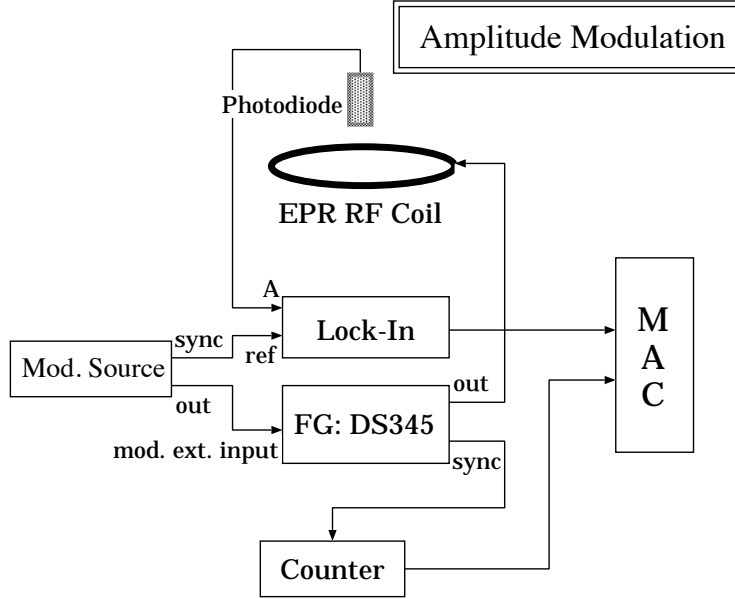 Amplitude Modulation
Photodiode
EPR RF Coil
A
Lock-In
sync
ref
Mod. Source
out
mod. ext. input
FG: DS345
out
sync
Counter
M
A
C